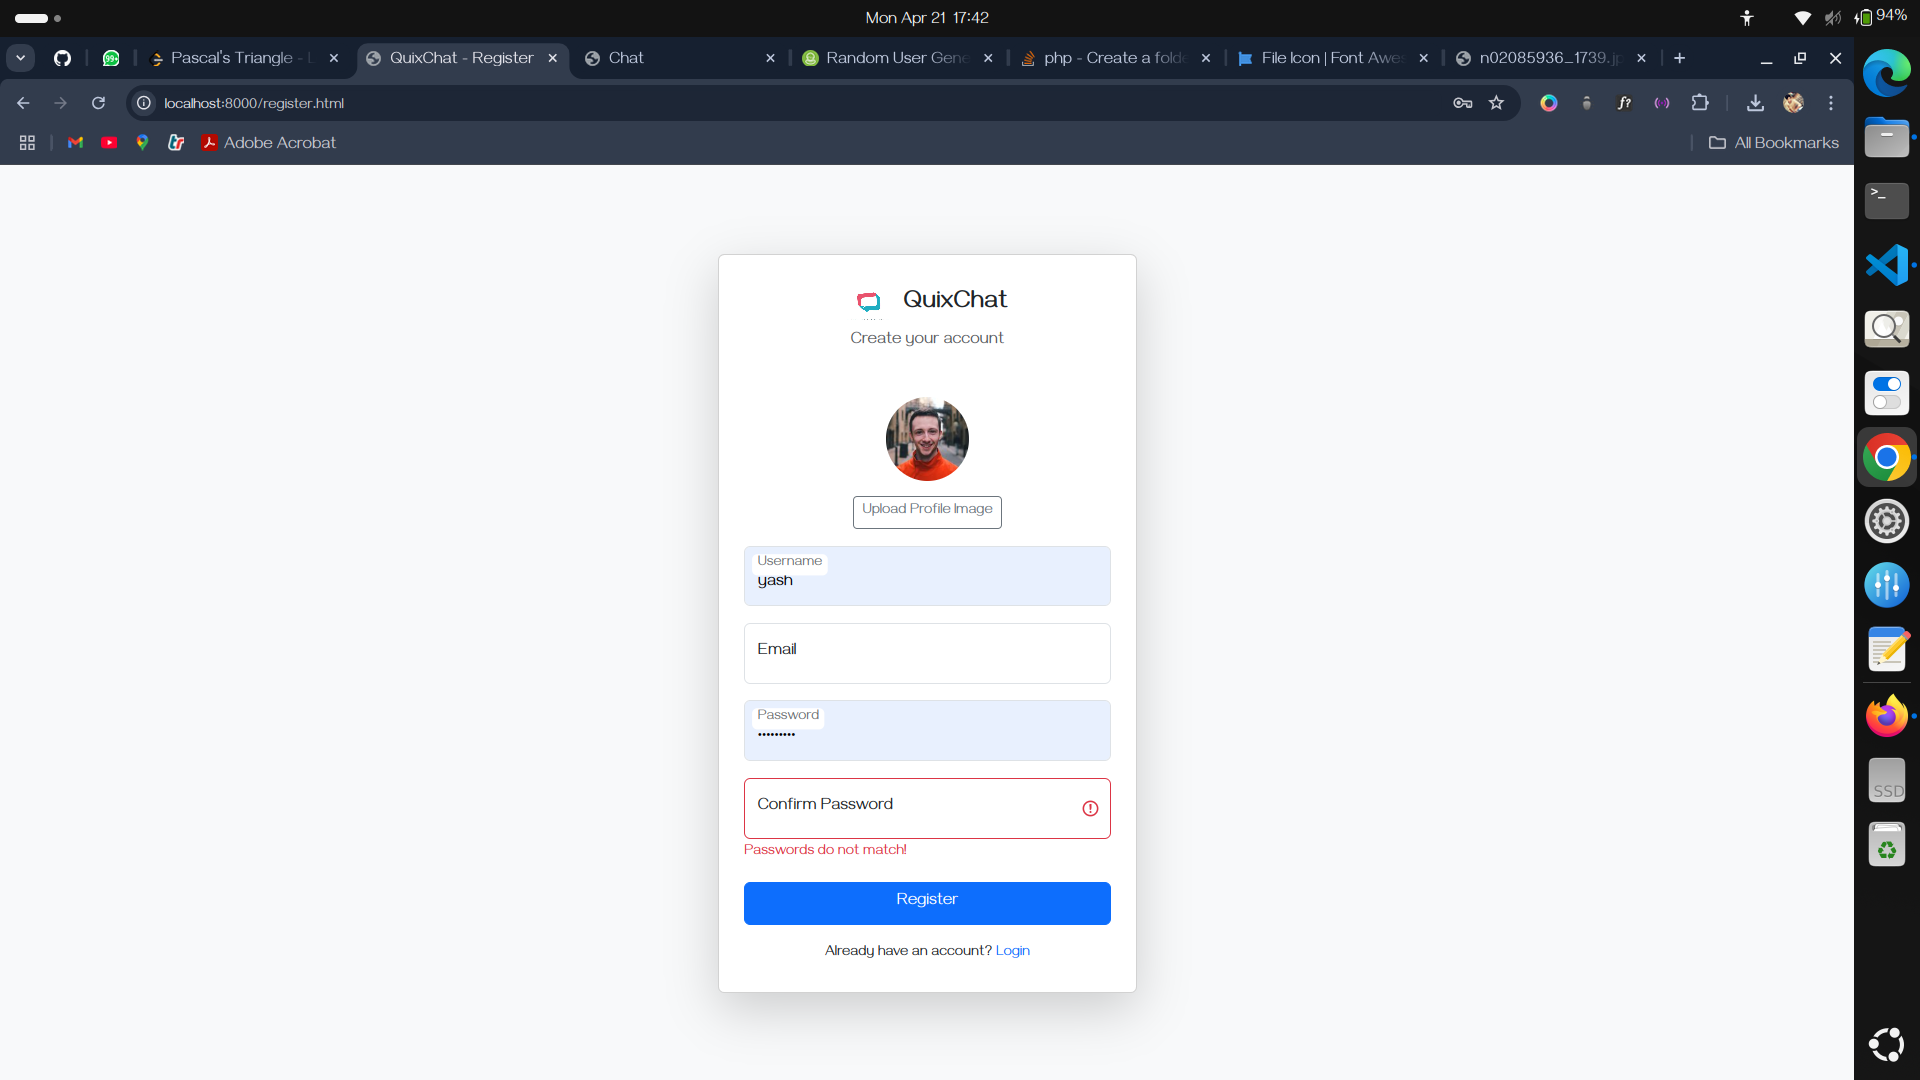 Mon Apr 21 17:42
94%
99+
Pascal's Triangle - L
QuixChat - Register
Chat
Random User Gene
php - Create a folde
File Icon | Font Awes
n02085936_1739.jp
localhost:8000/register.html
f?
Adobe Acrobat
All Bookmarks
QuixChat
Create your account
Upload Profile Image
Username
yash
Email
Password
•••••••••
Confirm Password
Passwords do not match!
Register
Already have an account? Login
>_
SSD